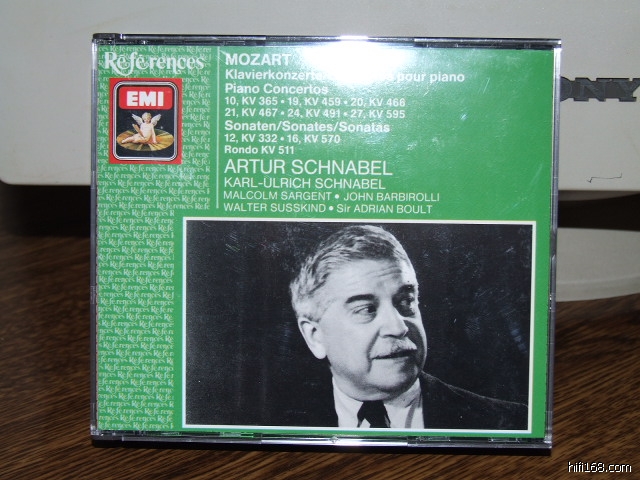 References
EMI
MOZART
Klavierkonzerte pour piano
Piano Concertos
10, KV 365 • 19, KV 459 • 20, KV 466
21, KV 467 • 24, KV 491 • 27, KV 595
Sonaten/Sonates/Sonatas
12, KV 332 • 16, KV 570
Rondo KV 511
ARTUR SCHNABEL
KARL-ULRICH SCHNABEL
MALCOLM SARGENT • JOHN BARBIROLLI
WALTER SUSSKIND • Sir ADRIAN BOULT
ONY
hifi168.com